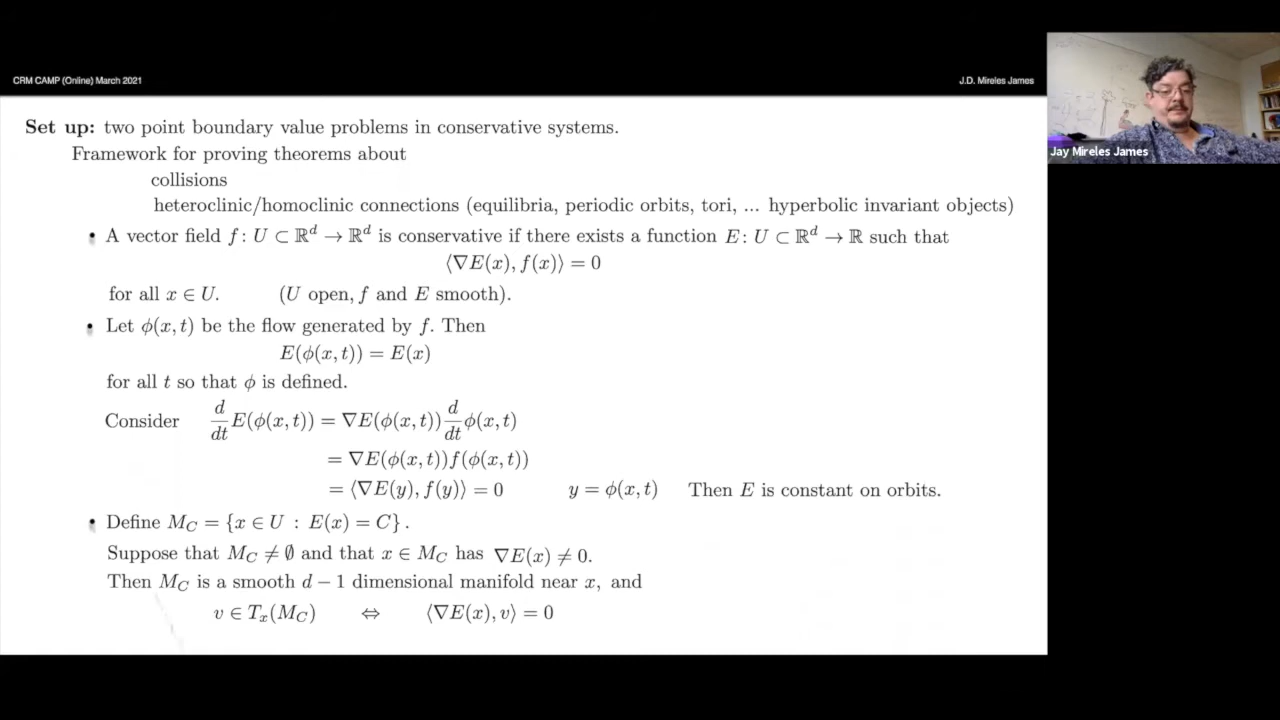 CRM CAMP (Online) March 2021
J.D. Mireles James
Jay Mireles James
Set up: two point boundary value problems in conservative systems.
Framework for proving theorems about
collisions
heteroclinic/homoclinic connections (equilibria, periodic orbits, tori, ... hyperbolic invariant objects)
• A vector field f: U ⊂ ℝᵈ → ℝᵈ is conservative if there exists a function E: U ⊂ ℝᵈ → ℝ such that
⟨∇E(x), f(x)⟩ = 0
for all x ∈ U. (U open, f and E smooth).
• Let ϕ(x, t) be the flow generated by f. Then
E(ϕ(x, t)) = E(x)
for all t so that ϕ is defined.
Consider d/dt E(ϕ(x, t)) = ∇E(ϕ(x, t)) d/dt ϕ(x, t)
= ∇E(ϕ(x, t))f(ϕ(x, t))
= ⟨∇E(y), f(y)⟩ = 0 y = ϕ(x, t) Then E is constant on orbits.
• Define M_C = {x ∈ U : E(x) = C}.
Suppose that M_C ≠ ∅ and that x ∈ M_C has ∇E(x) ≠ 0.
Then M_C is a smooth d − 1 dimensional manifold near x, and
v ∈ Tₓ(M_C) ⇔ ⟨∇E(x), v⟩ = 0